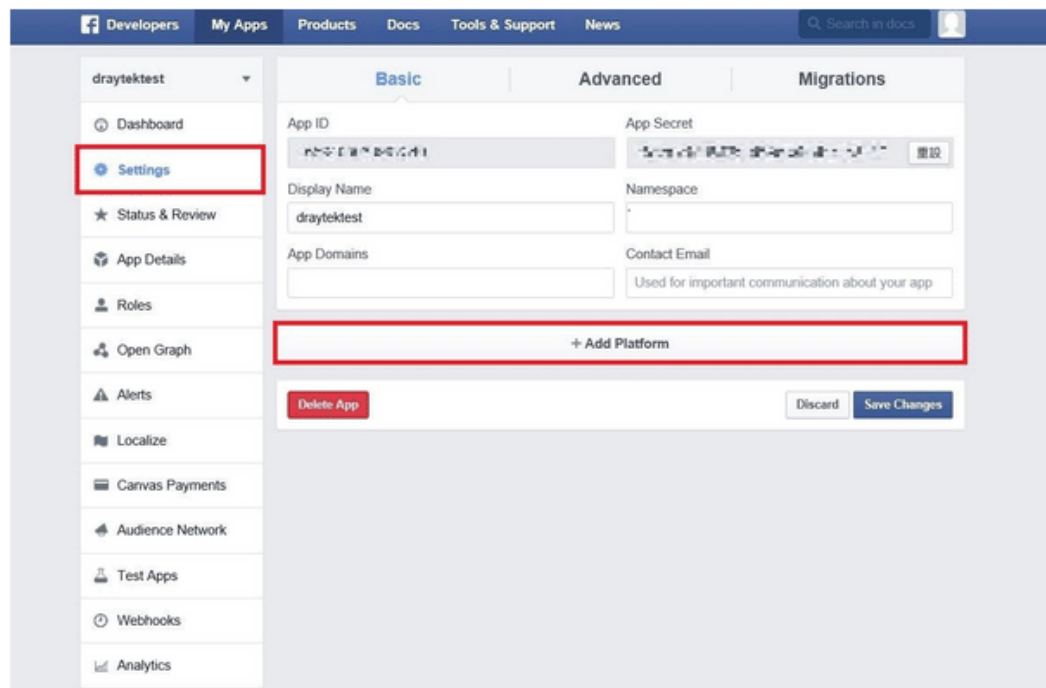 Developers My Apps Products Docs Tools & Support News Search in docs
draytektest
Basic Advanced Migrations
Dashboard
Settings
Status & Review
App Details
Roles
Open Graph
Alerts
Localize
Canvas Payments
Audience Network
Test Apps
Webhooks
Analytics
App ID
App Secret
重設
Display Name
draytektest
Namespace
App Domains
Contact Email
Used for important communication about your app
+ Add Platform
Delete App
Discard Save Changes